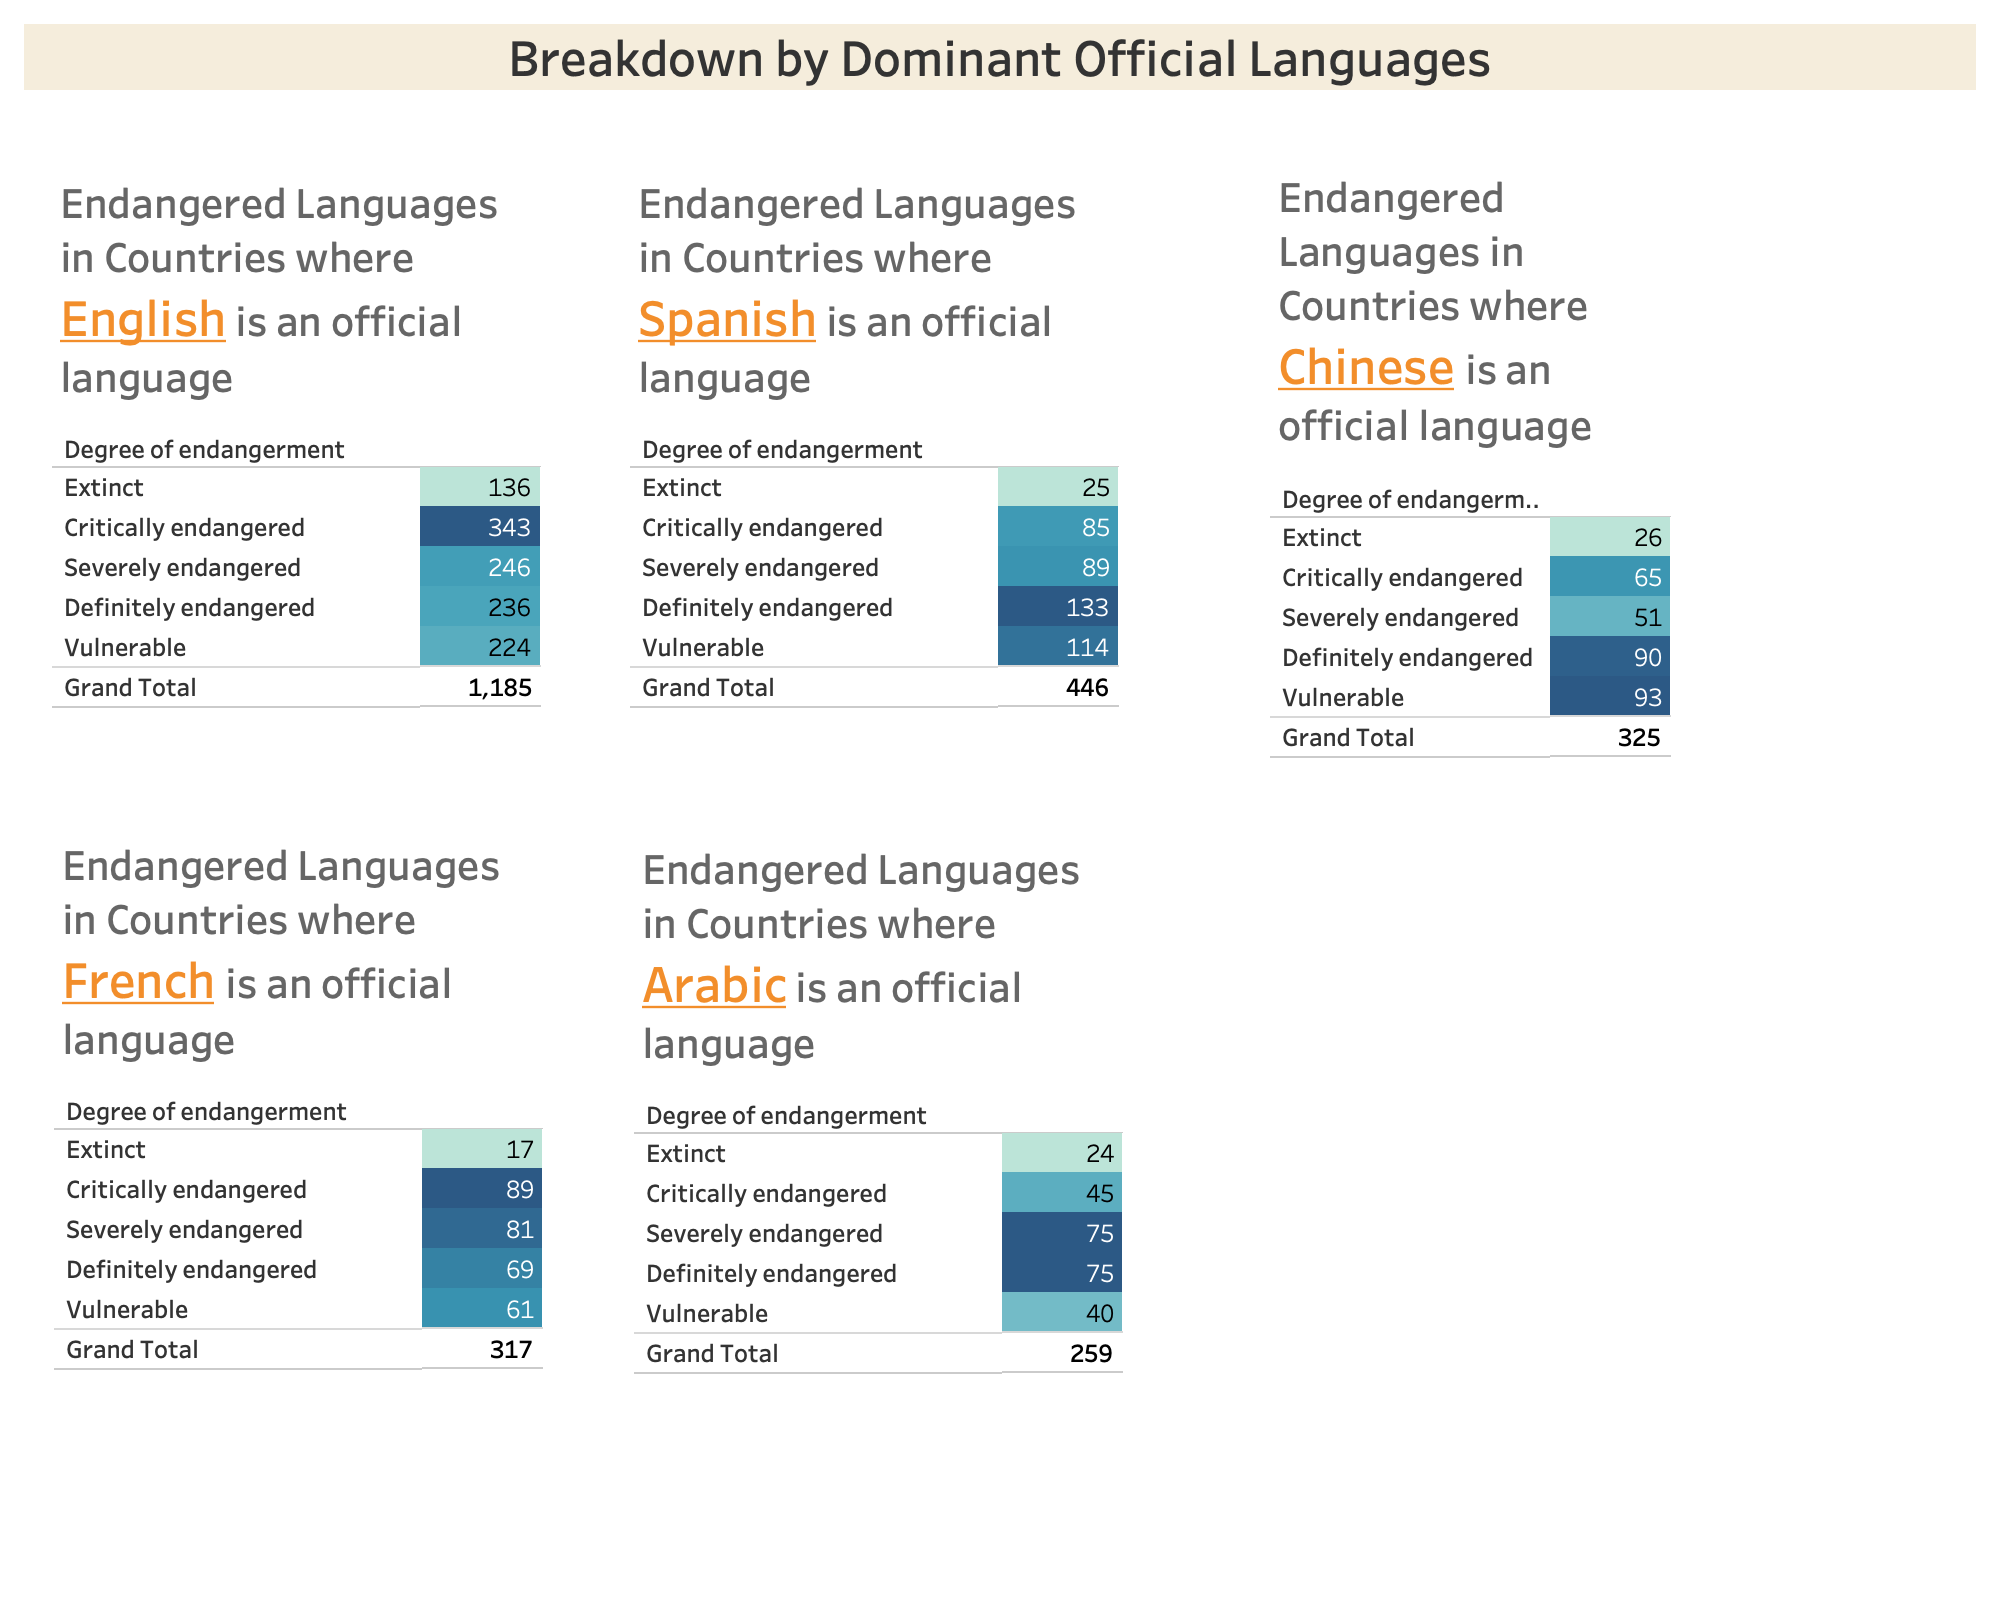 Breakdown by Dominant Official Languages
Endangered Languages
in Countries where
English is an official
language
Degree of endangerment
Extinct 136
Critically endangered 343
Severely endangered 246
Definitely endangered 236
Vulnerable 224
Grand Total 1,185
Endangered Languages
in Countries where
Spanish is an official
language
Degree of endangerment
Extinct 25
Critically endangered 85
Severely endangered 89
Definitely endangered 133
Vulnerable 114
Grand Total 446
Endangered
Languages in
Countries where
Chinese is an
official language
Degree of endangerm..
Extinct 26
Critically endangered 65
Severely endangered 51
Definitely endangered 90
Vulnerable 93
Grand Total 325
Endangered Languages
in Countries where
French is an official
language
Degree of endangerment
Extinct 17
Critically endangered 89
Severely endangered 81
Definitely endangered 69
Vulnerable 61
Grand Total 317
Endangered Languages
in Countries where
Arabic is an official
language
Degree of endangerment
Extinct 24
Critically endangered 45
Severely endangered 75
Definitely endangered 75
Vulnerable 40
Grand Total 259